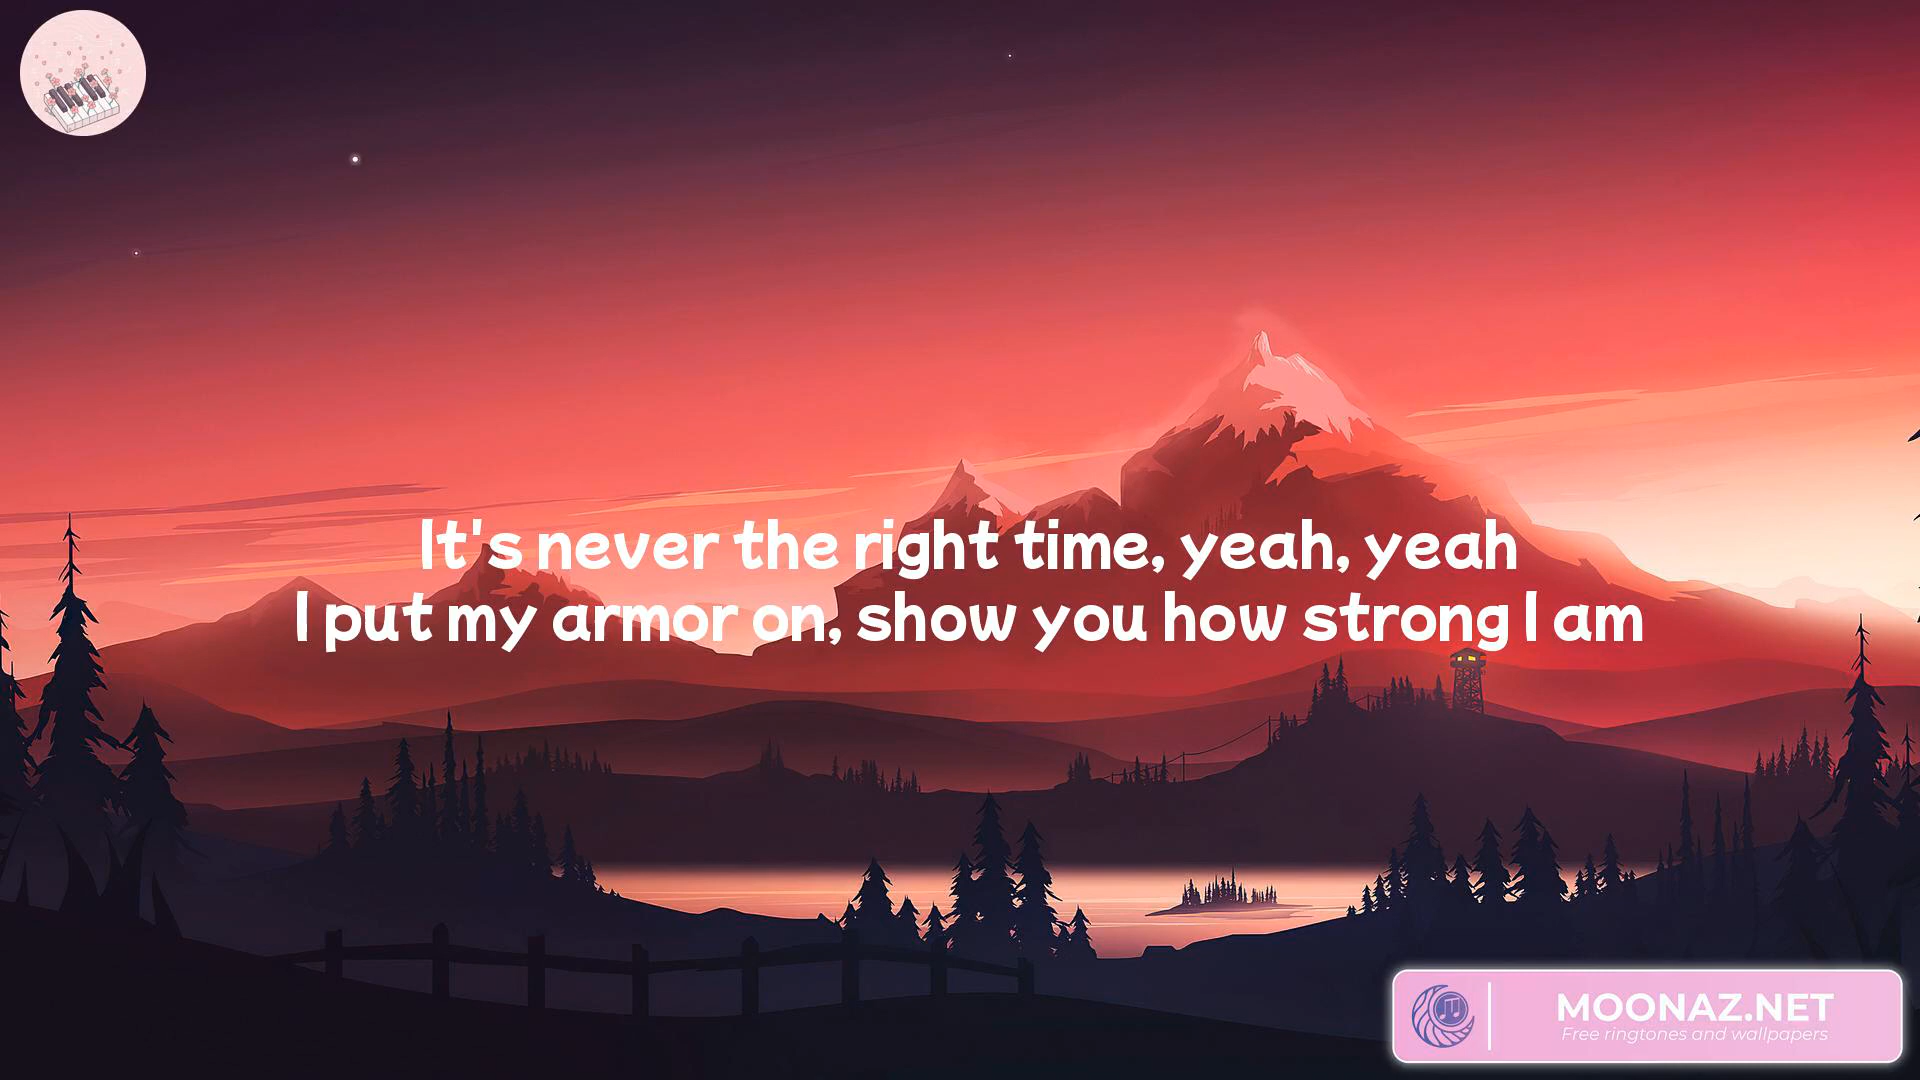 It's never the right time, yeah, yeah
I put my armor on, show you how strong I am
MOONAZ.NET
Free ringtones and wallpapers